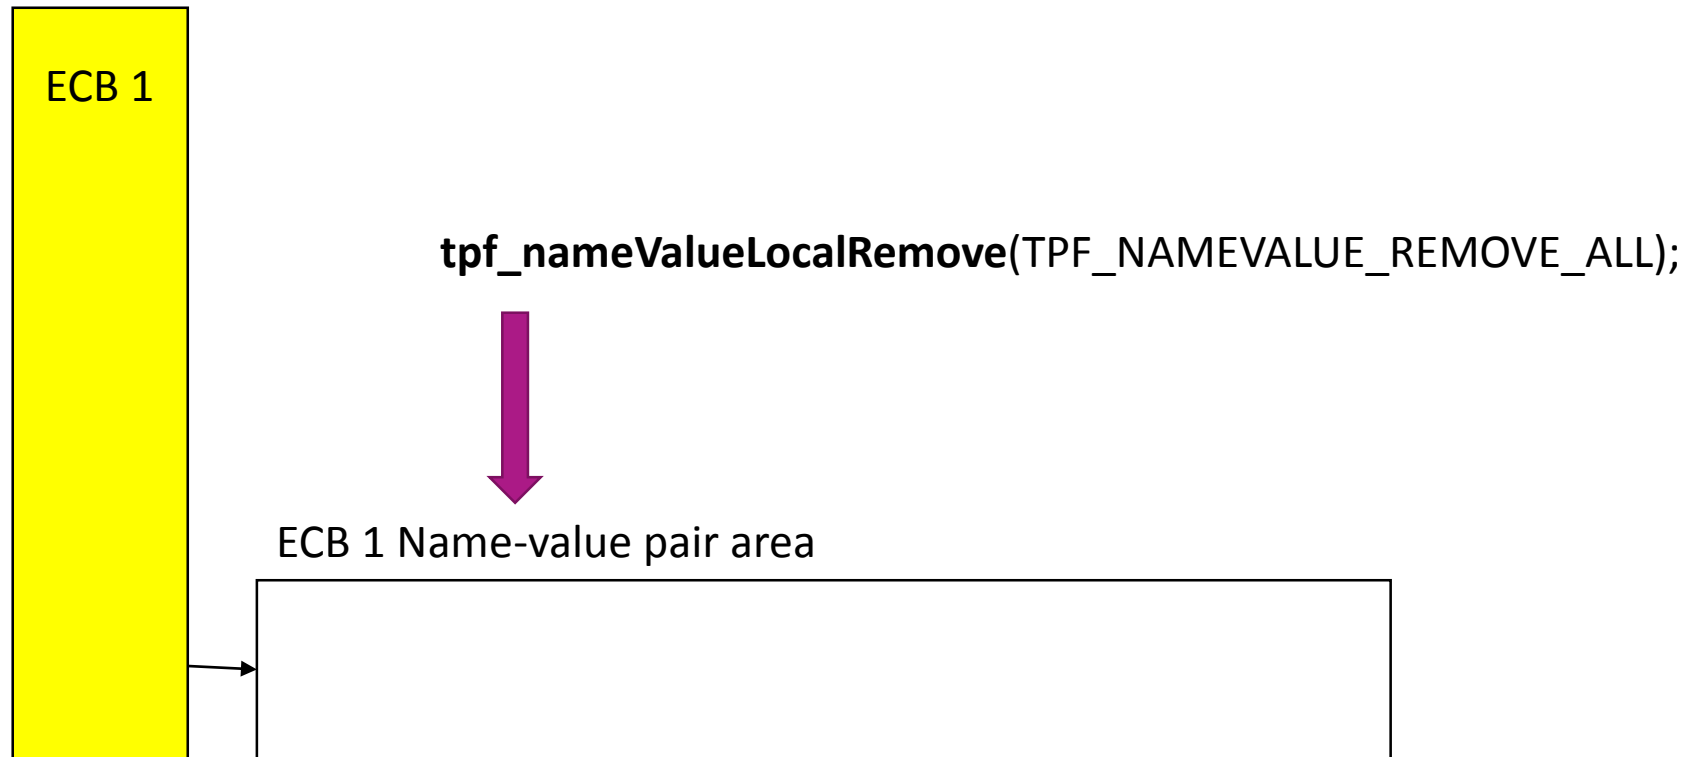 ECB 1
tpf_nameValueLocalRemove(TPF_NAMEVALUE_REMOVE_ALL);
ECB 1 Name-value pair area